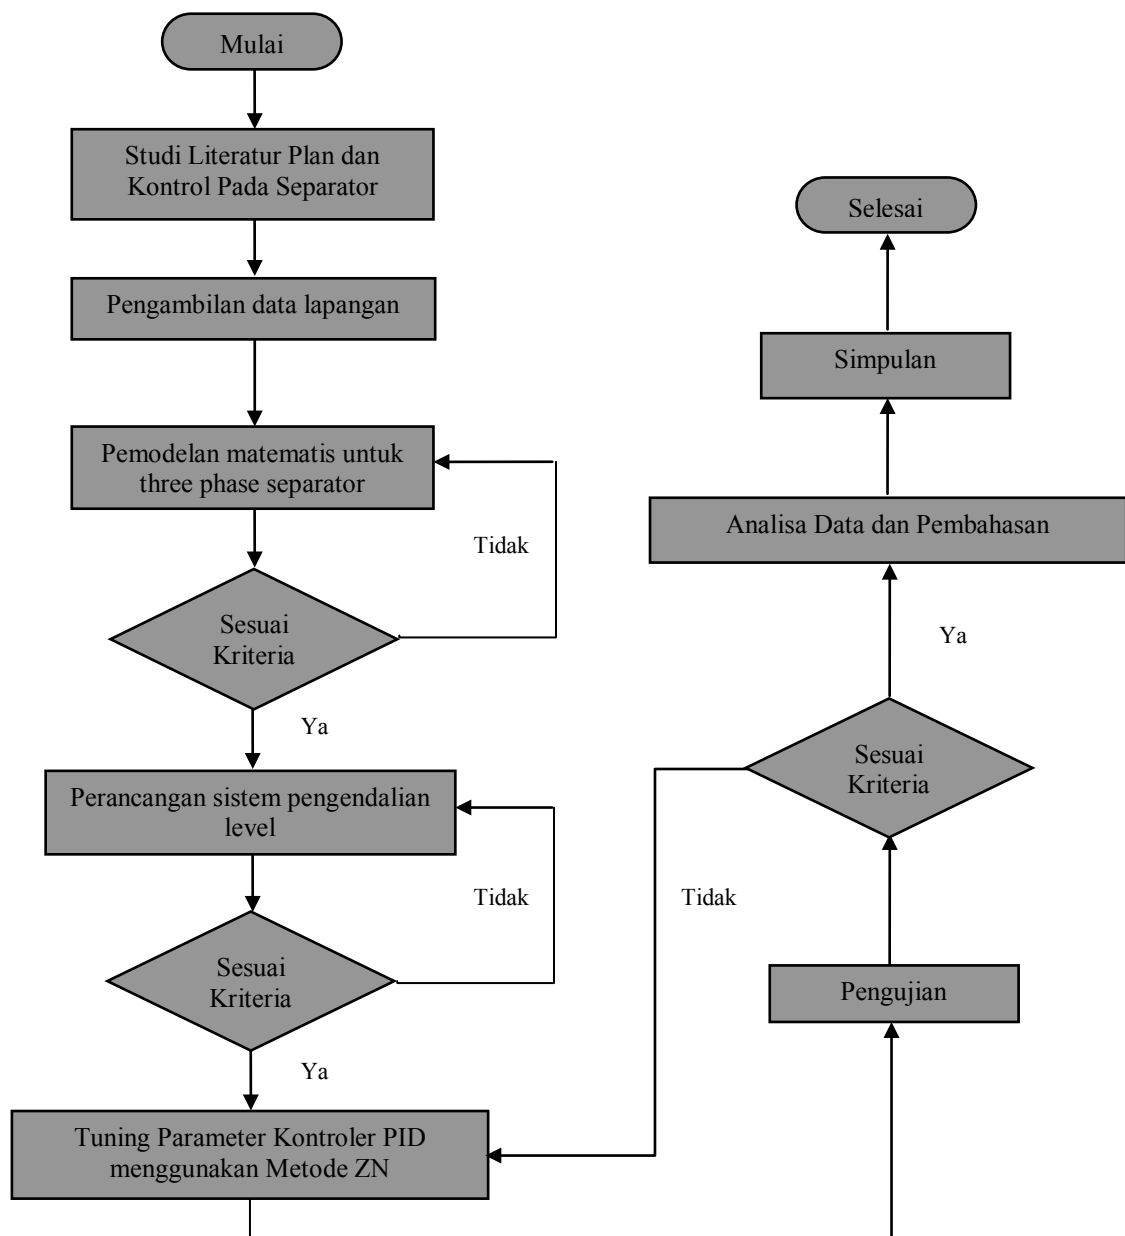 Mulai
Studi Literatur Plan dan
Kontrol Pada Separator
Pengambilan data lapangan
Pemodelan matematis untuk
three phase separator
Tidak
Sesuai
Kriteria
Ya
Perancangan sistem pengendalian
level
Tidak
Sesuai
Kriteria
Ya
Tuning Parameter Kontroler PID
menggunakan Metode ZN
Pengujian
Sesuai
Kriteria
Tidak
Ya
Analisa Data dan Pembahasan
Simpulan
Selesai